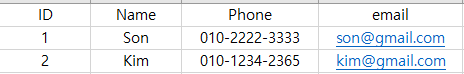 ID Name Phone email
1 Son 010-2222-3333 son@gmail.com
2 Kim 010-1234-2365 kim@gmail.com